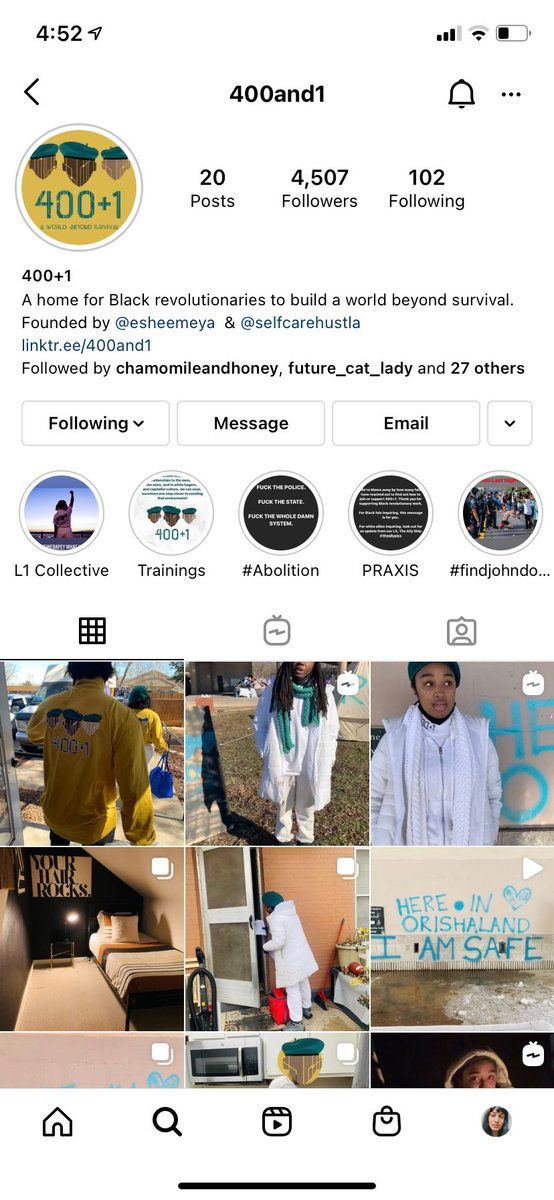 4:52
400and1
400+1
A WORLD BEYOND SURVIVAL
20
Posts
4,507
Followers
102
Following
400+1
A home for Black revolutionaries to build a world beyond survival.
Founded by @esheemeya & @selfcarehustla
linktr.ee/400and1
Followed by chamomileandhoney, future_cat_lady and 27 others
Following
Message
Email
400+1
FUCK THE POLICE.
FUCK THE STATE.
FUCK THE WHOLE DAMN
SYSTEM.
L1 Collective
Trainings
#Abolition
PRAXIS
#findjohndo...
400+1
YOUR
HAIR
ROCKS.
HERE • IN
ORISHALAND
I AM SAFE